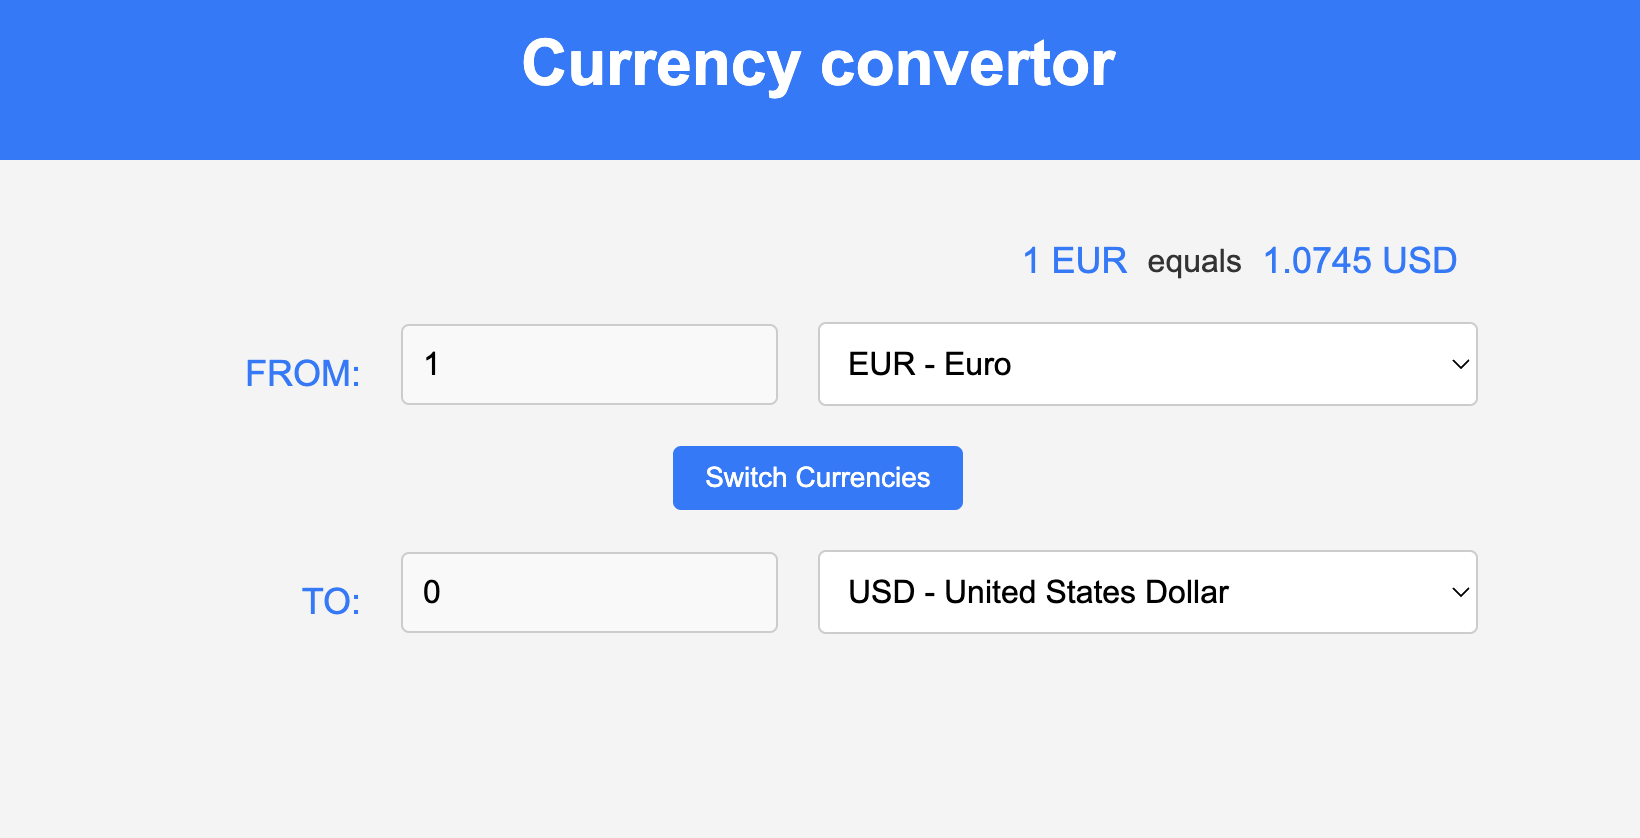 Currency convertor
1 EUR equals 1.0745 USD
FROM: 1 EUR - Euro
Switch Currencies
TO: 0 USD - United States Dollar